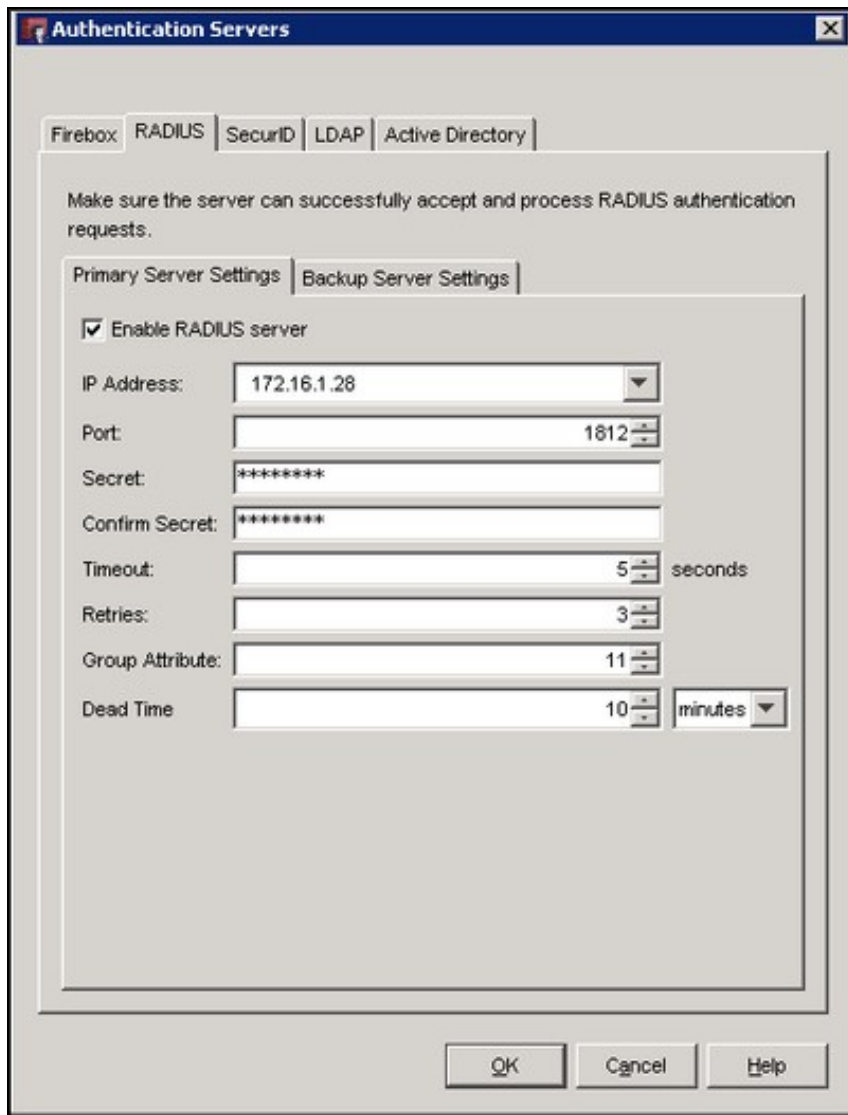 Authentication Servers
Firebox RADIUS SecurID LDAP Active Directory
Make sure the server can successfully accept and process RADIUS authentication
requests.
Primary Server Settings Backup Server Settings
Enable RADIUS server
IP Address: 172.16.1.28
Port: 1812
Secret: ********
Confirm Secret: ********
Timeout: 5 seconds
Retries: 3
Group Attribute: 11
Dead Time 10 minutes
OK Cancel Help